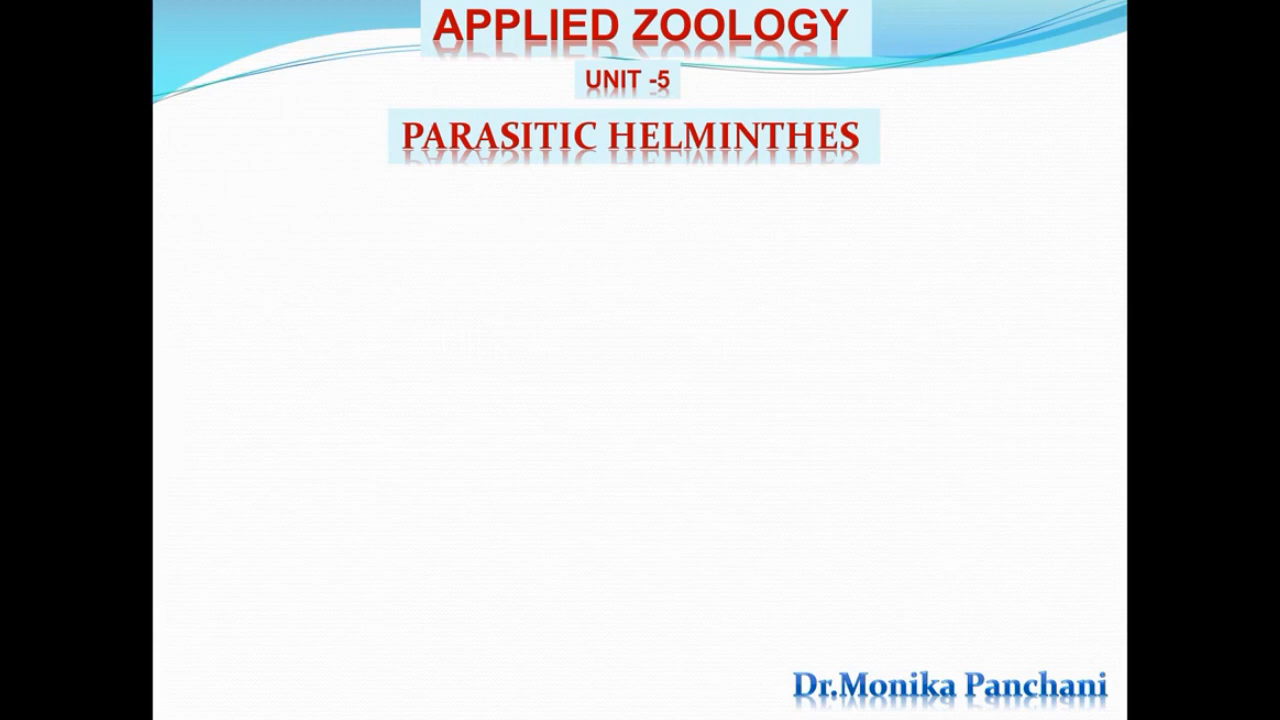 APPLIED ZOOLOGY
UNIT -5
PARASITIC HELMINTHES
Dr.Monika Panchani